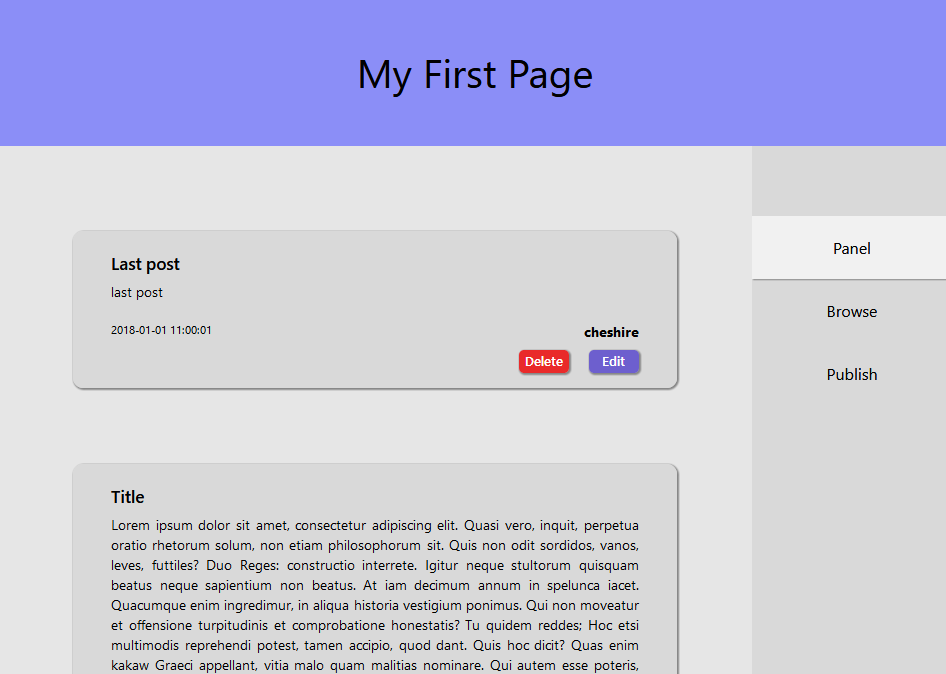 My First Page
Panel
Browse
Publish
Last post
last post
2018-01-01 11:00:01
cheshire
Delete Edit
Title
Lorem ipsum dolor sit amet, consectetur adipiscing elit. Quasi vero, inquit, perpetua
oratio rhetorum solum, non etiam philosophorum sit. Quis non odit sordidos, vanos,
leves, futtiles? Duo Reges: constructio interrete. Igitur neque stultorum quisquam
beatus neque sapientium non beatus. At iam decimum annum in spelunca iacet.
Quacumque enim ingredimur, in aliqua historia vestigium ponimus. Qui non moveatur
et offensione turpitudinis et comprobatione honestatis? Tu quidem reddes; Hoc etsi
multimodis reprehendi potest, tamen accipio, quod dant. Quis hoc dicit? Quas enim
kakaw Graeci appellant, vitia malo quam malitias nominare. Qui autem esse poteris,